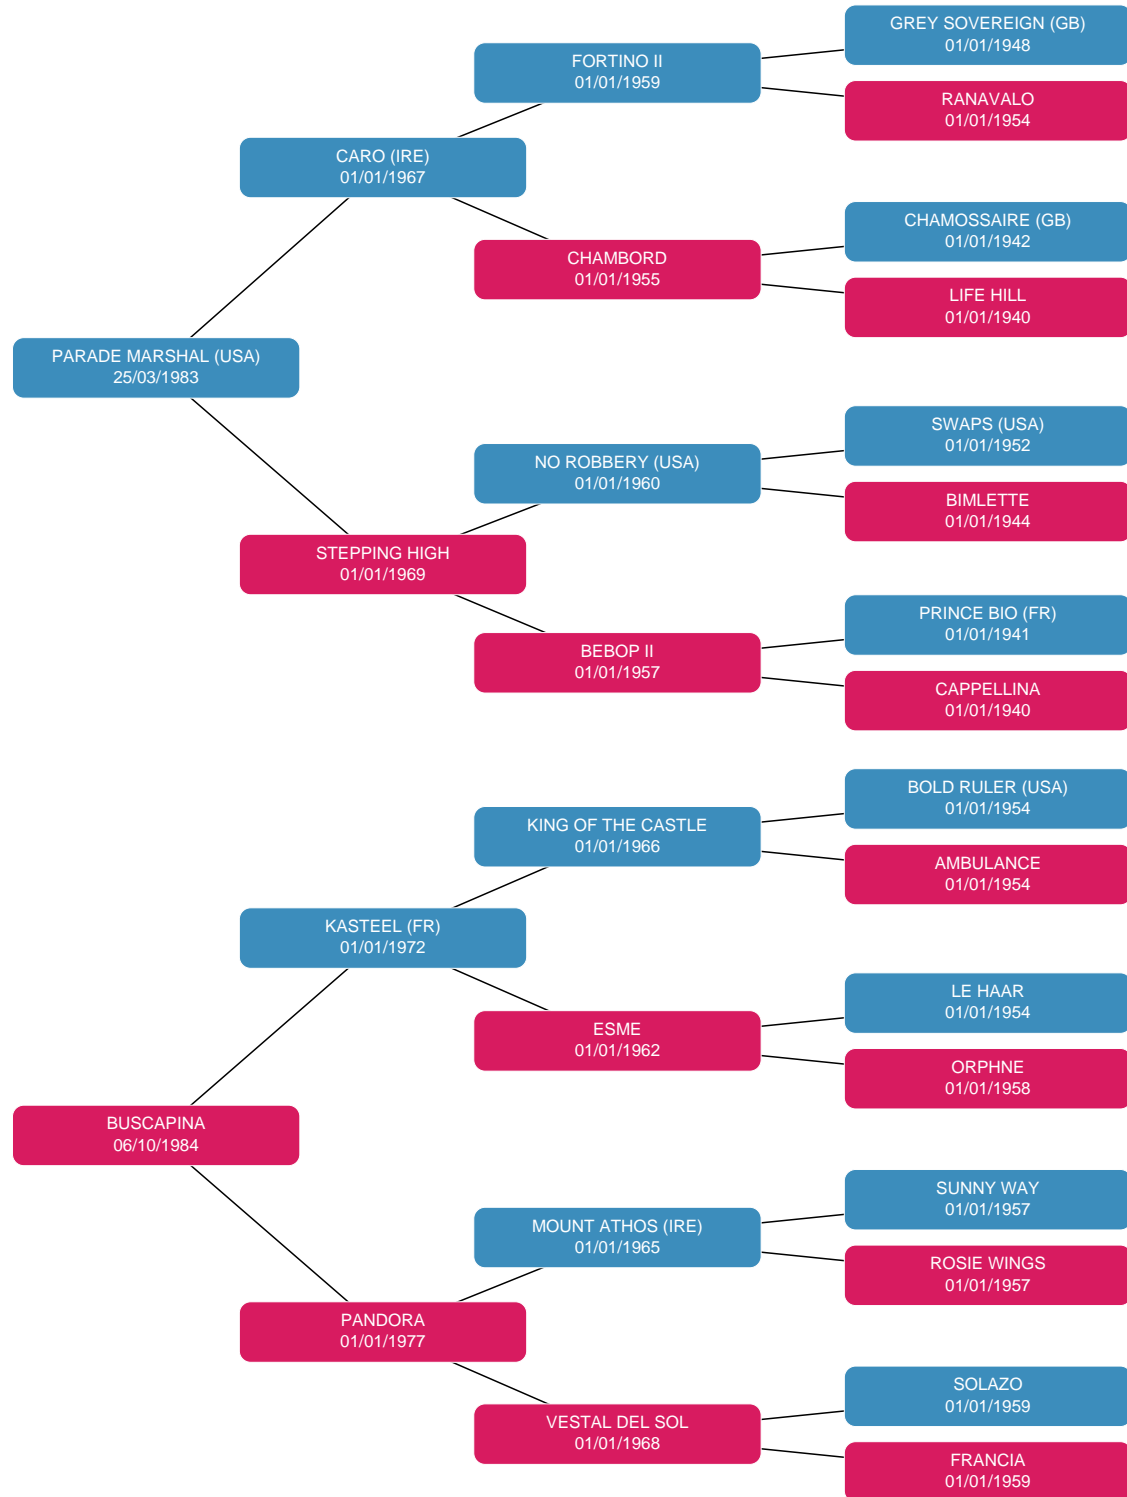 GREY SOVEREIGN (GB)
01/01/1948
FORTINO II
01/01/1959
RANAVALO
01/01/1954
CARO (IRE)
01/01/1967
CHAMOSSAIRE (GB)
01/01/1942
CHAMBORD
01/01/1955
LIFE HILL
01/01/1940
PARADE MARSHAL (USA)
25/03/1983
SWAPS (USA)
01/01/1952
NO ROBBERY (USA)
01/01/1960
BIMLETTE
01/01/1944
STEPPING HIGH
01/01/1969
PRINCE BIO (FR)
01/01/1941
BEBOP II
01/01/1957
CAPPELLINA
01/01/1940
BOLD RULER (USA)
01/01/1954
KING OF THE CASTLE
01/01/1966
AMBULANCE
01/01/1954
KASTEEL (FR)
01/01/1972
LE HAAR
01/01/1954
ESME
01/01/1962
ORPHNE
01/01/1958
BUSCAPINA
06/10/1984
SUNNY WAY
01/01/1957
MOUNT ATHOS (IRE)
01/01/1965
ROSIE WINGS
01/01/1957
PANDORA
01/01/1977
SOLAZO
01/01/1959
VESTAL DEL SOL
01/01/1968
FRANCIA
01/01/1959